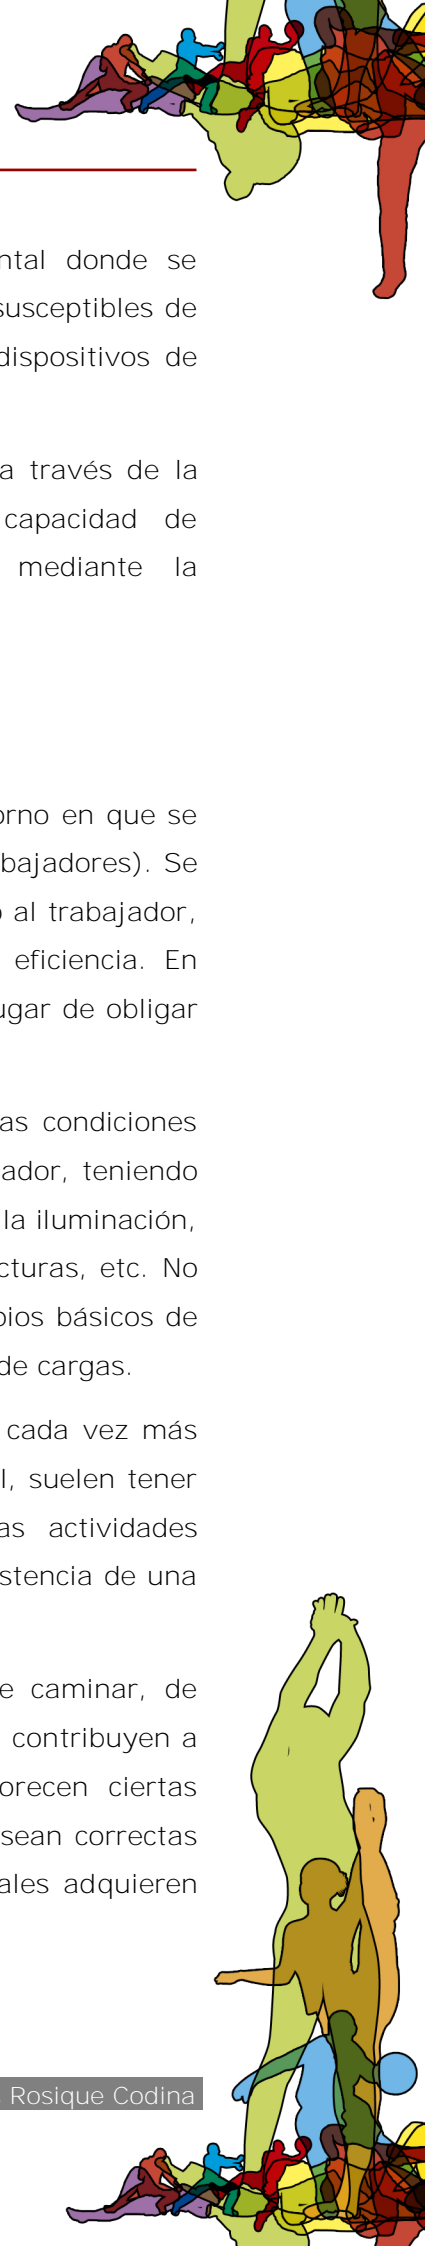 ntal donde se
susceptibles de
dispositivos de
a través de la
capacidad de
mediante la
orno en que se
bajadores). Se
al trabajador,
eficiencia. En
ugar de obligar
as condiciones
ador, teniendo
la iluminación,
cturas, etc. No
pios básicos de
de cargas.
cada vez más
l, suelen tener
as actividades
stencia de una
e caminar, de
contribuyen a
orecen ciertas
sean correctas
ales adquieren
Rosique Codina